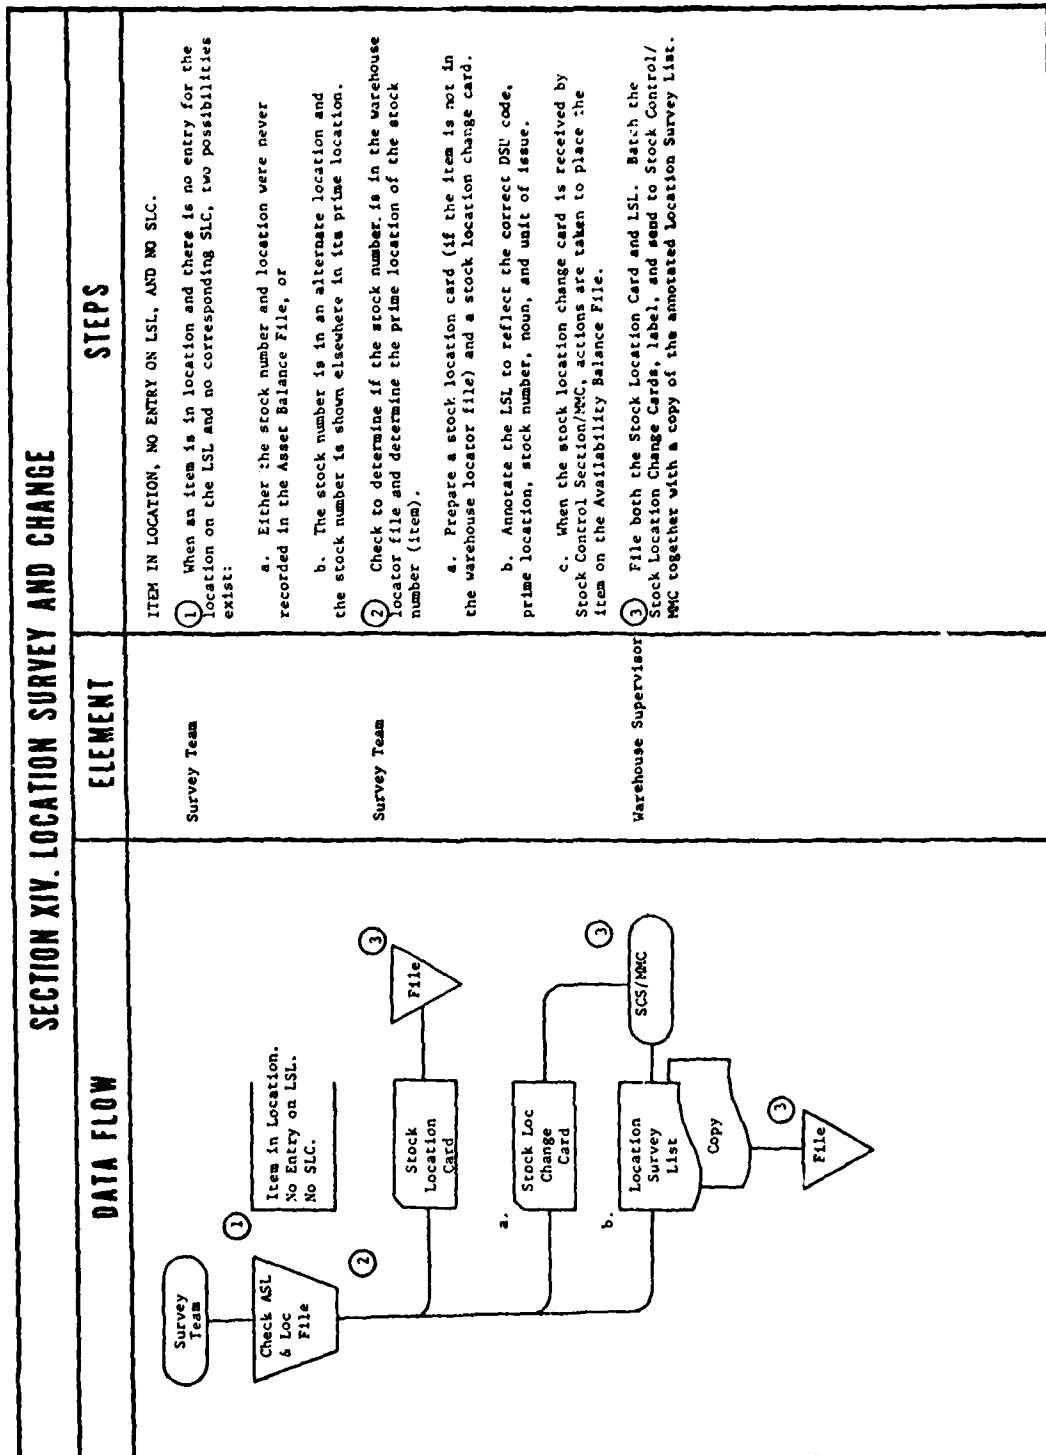 SECTION XIV. LOCATION SURVEY AND CHANGE
DATA FLOW
ELEMENT
STEPS
Survey
Team
Check ASL
& Loc
File
1
Item in Location.
No Entry on LSL.
No SLC.
2
Stock
Location
Card
File
3
a.
Stock Loc
Change
Card
b.
Location
Survey
List
Copy
SCS/MMC
3
File
3
Survey Team
Survey Team
Warehouse Supervisor
ITEM IN LOCATION, NO ENTRY ON LSL, AND NO SLC.
1 When an item is in location and there is no entry for the
location on the LSL and no corresponding SLC, two possibilities
exist:
a. Either the stock number and location were never
recorded in the Asset Balance File, or
b. The stock number is in an alternate location and
the stock number is shown elsewhere in its prime location.
2 Check to determine if the stock number is in the warehouse
locator file and determine the prime location of the stock
number (item).
a. Prepare a stock location card (if the item is not in
the warehouse locator file) and a stock location change card.
b. Annotate the LSL to reflect the correct DSU code,
prime location, stock number, noun, and unit of issue.
c. When the stock location change card is received by
Stock Control Section/MMC, actions are taken to place the
item on the Availability Balance File.
3 File both the Stock Location Card and LSL. Batch the
Stock Location Change Cards, label, and send to Stock Control/
MMC together with a copy of the annotated Location Survey List.